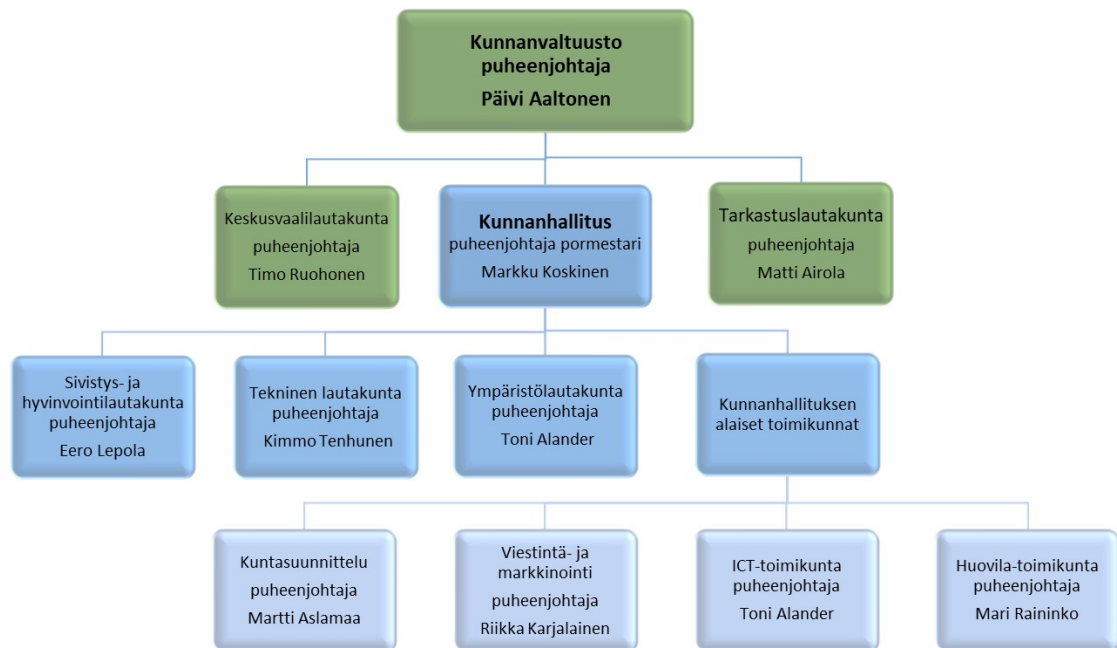 Kunnanvaltuusto
puheenjohtaja
Päivi Aaltonen
Keskusvaalilautakunta
puheenjohtaja
Timo Ruohonen
Kunnanhallitus
puheenjohtaja pormestari
Markku Koskinen
Tarkastuslautakunta
puheenjohtaja
Matti Airola
Sivistys- ja
hyvinvointilautakunta
puheenjohtaja
Eero Lepola
Tekninen lautakunta
puheenjohtaja
Kimmo Tenhunen
Ympäristölautakunta
puheenjohtaja
Toni Alander
Kunnanhallituksen
alaiset toimikunnat
Kuntasuunnittelu
puheenjohtaja
Martti Aslamaa
Viestintä- ja
markkinointi
puheenjohtaja
Riikka Karjalainen
ICT-toimikunta
puheenjohtaja
Toni Alander
Huovila-toimikunta
puheenjohtaja
Mari Raininko